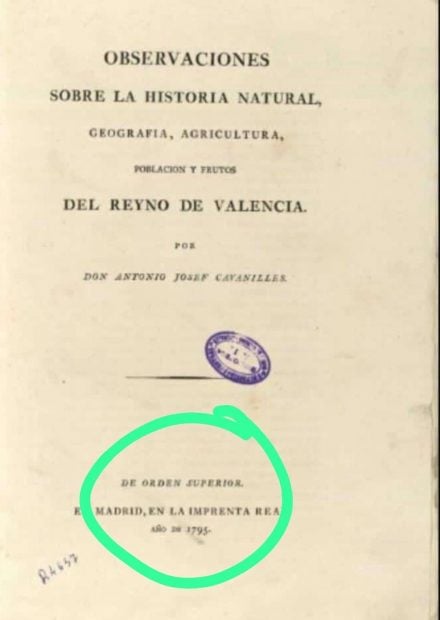 OBSERVACIONES
SOBRE LA HISTORIA NATURAL,
GEOGRAFIA, AGRICULTURA,
POBLACION Y FRUTOS
DEL REYNO DE VALENCIA.
POR
DON ANTONIO JOSEF CAVANILLES.
DE ORDEN SUPERIOR.
MADRID, EN LA IMPRENTA REA
AÑO DE 1795.
R.4647